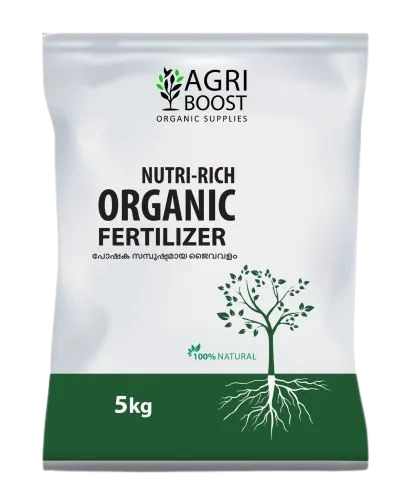 AGRI
BOOST
ORGANIC SUPPLIES
NUTRI-RICH
ORGANIC
FERTILIZER
പോഷക സമ്പുഷ്ടമായ ജൈവവളം
100% NATURAL
5kg